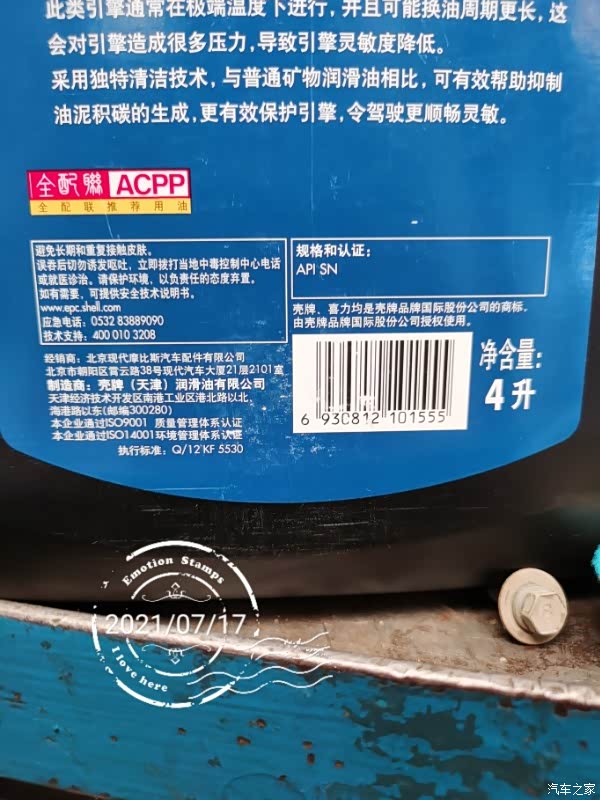 此类引擎通常在极端温度下进行，并且可能换油周期更长，这
会对引擎造成很多压力，导致引擎灵敏度降低。
采用独特清洁技术，与普通矿物润滑油相比，可有效帮助抑制
油泥积碳的生成，更有效保护引擎，令驾驶更顺畅灵敏。
全配聯 ACPP
全配联推荐用油
避免长期和重复接触皮肤。
误吞后切勿诱发呕吐，立即拨打当地中毒控制中心电话
或就医诊治。请保护环境，以负责任的态度弃置。
如有需要，可提供安全技术说明书。
www.epc.shell.com
应急电话：0532 83889090
技术支持：400 010 3208
规格和认证：
API SN
壳牌、喜力均是壳牌品牌国际股份公司的商标，
由壳牌品牌国际股份公司授权使用。
经销商：北京现代摩比斯汽车配件有限公司
北京市朝阳区霄云路38号现代汽车大厦21层2101室
制造商：壳牌（天津）润滑油有限公司
天津经济技术开发区南港工业区港北路以北，
海港路以东(邮编300280)
本企业通过ISO9001 质量管理体系认证
本企业通过ISO14001环境管理体系认证
执行标准：Q/12 KF 5530
6 930812 101555
净含量：
4升
Emotion Stamps
2021/07/17
I love here
汽车之家